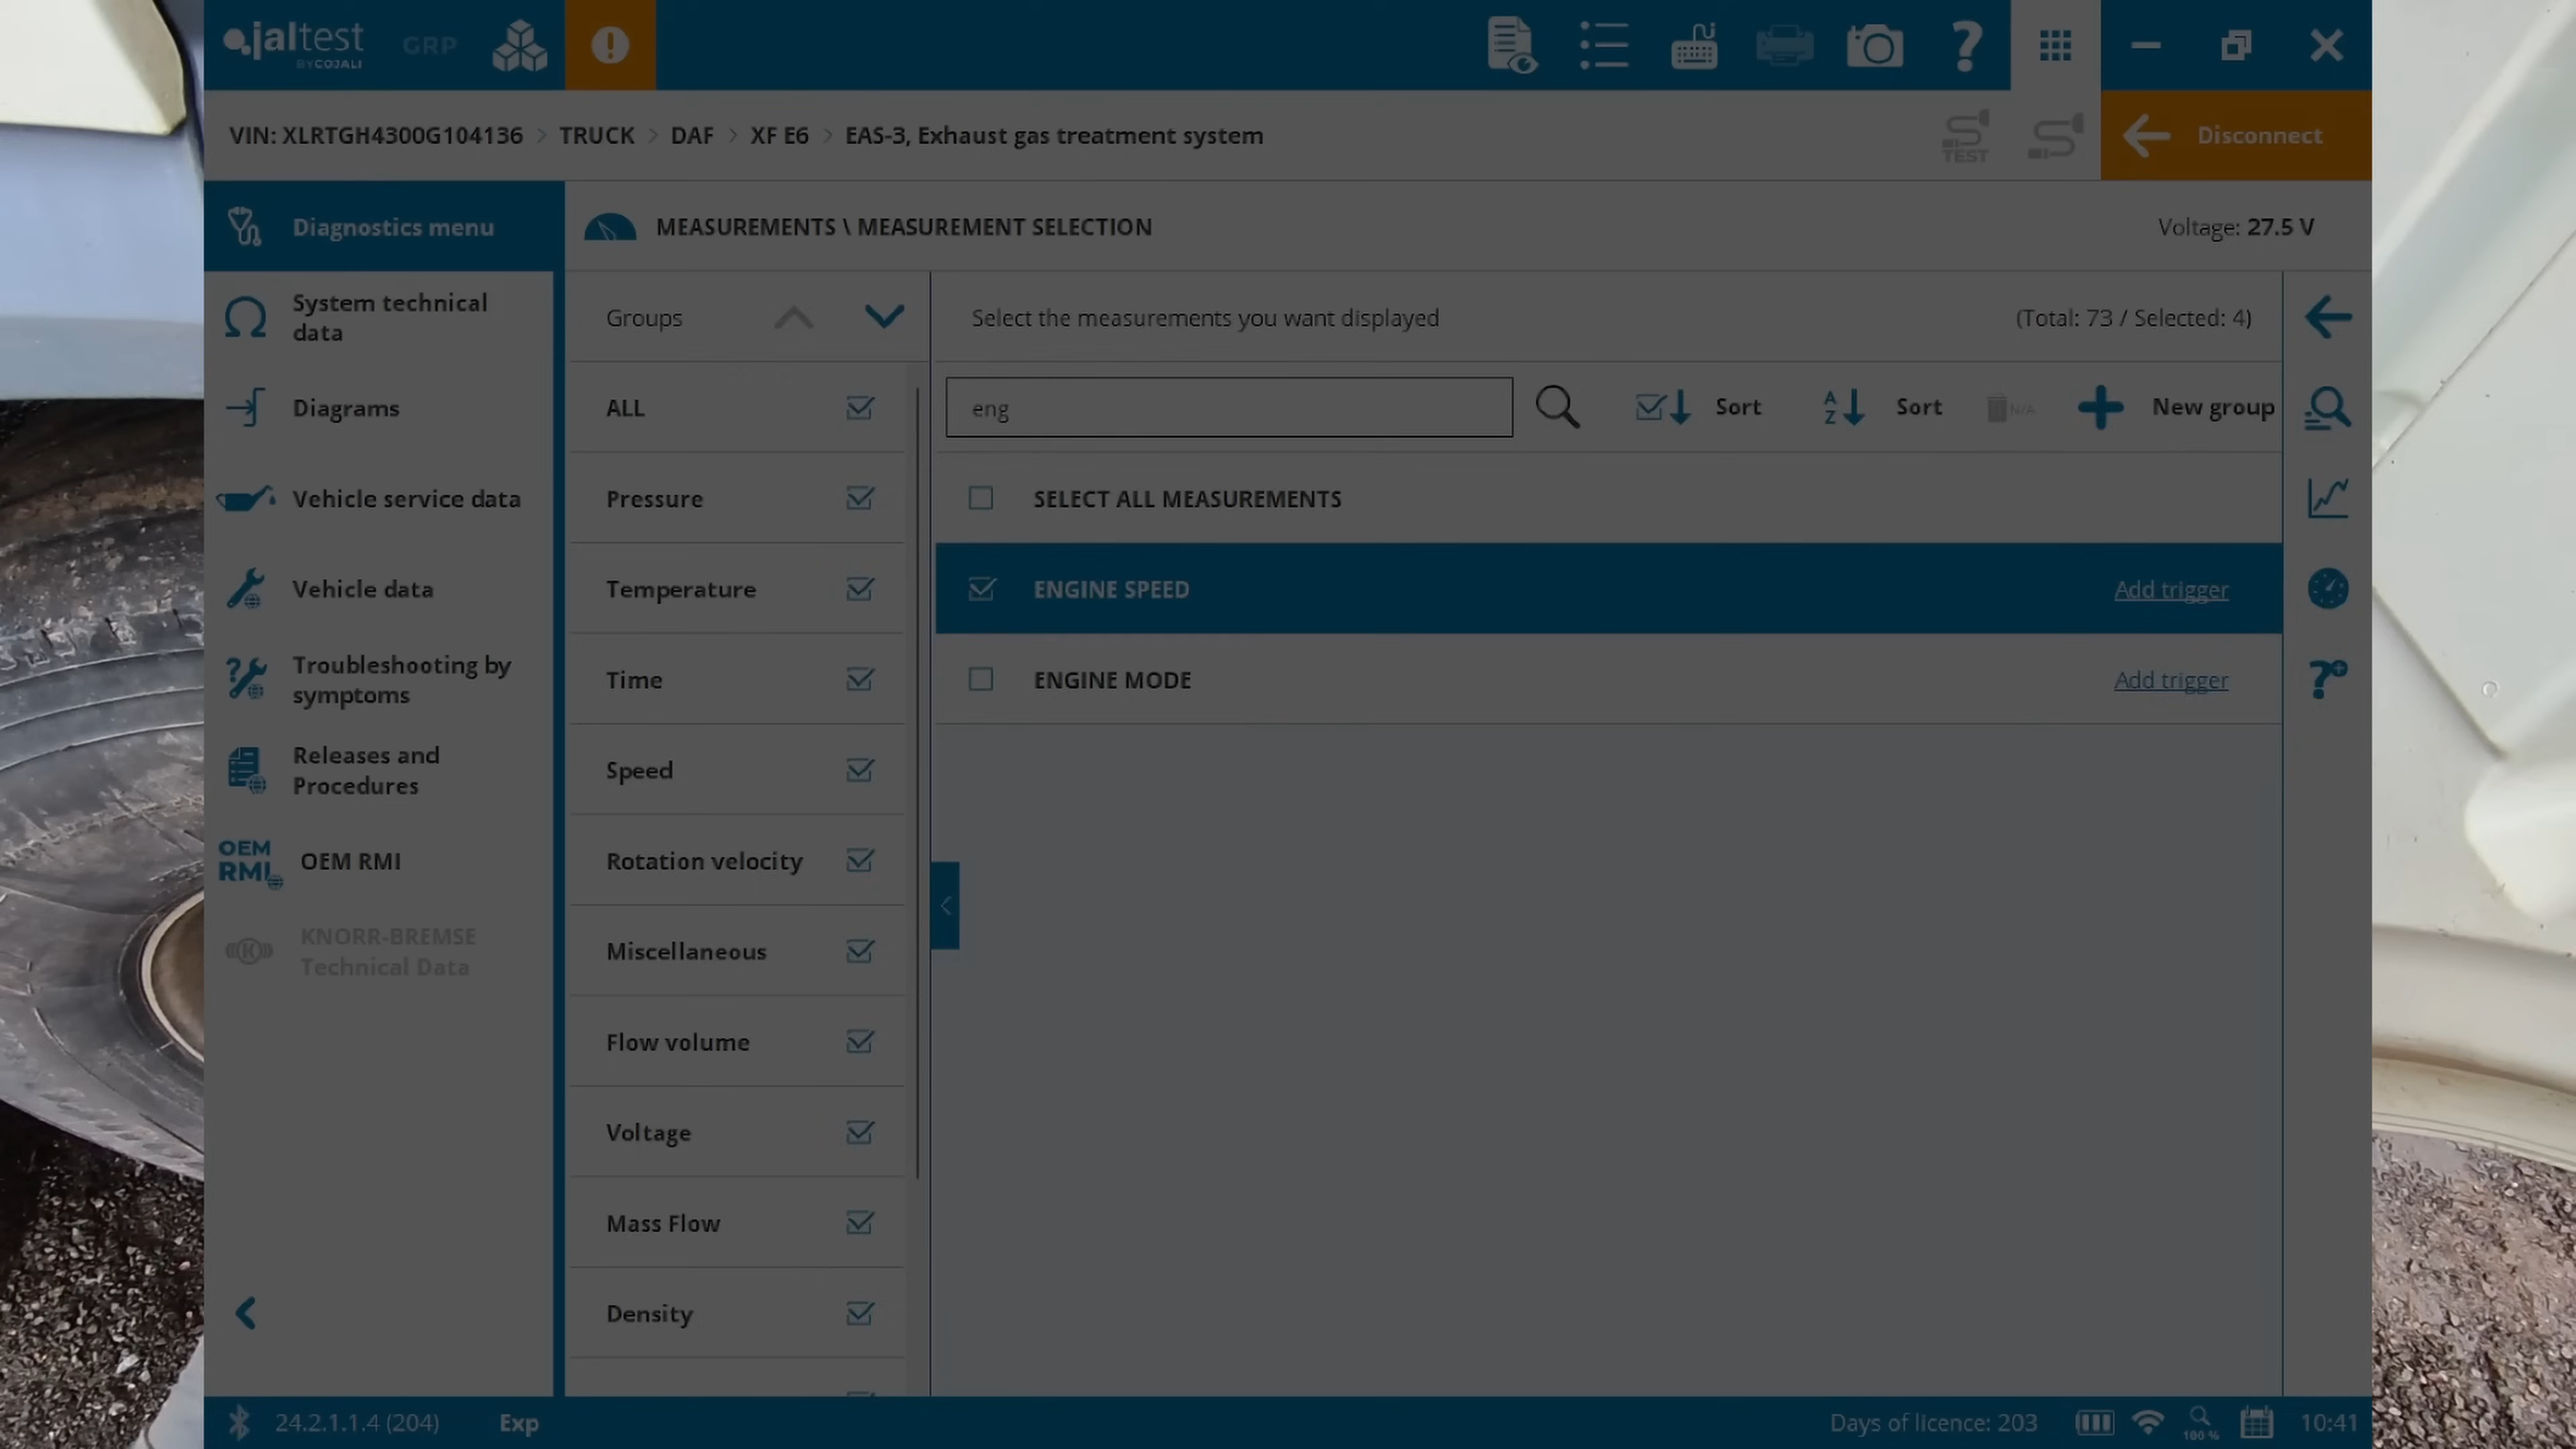 jaltest
BY COJALI
GRP
VIN: XLRTGH4300G104136 > TRUCK > DAF > XF E6 > EAS-3, Exhaust gas treatment system
TEST
Disconnect
Diagnostics menu
MEASUREMENTS \ MEASUREMENT SELECTION
Voltage: 27.5 V
System technical
data
Diagrams
Vehicle service data
Vehicle data
Troubleshooting by
symptoms
Releases and
Procedures
OEM
RMI
OEM RMI
KNORR-BREMSE
Technical Data
Groups
ALL
Pressure
Temperature
Time
Speed
Rotation velocity
Miscellaneous
Flow volume
Voltage
Mass Flow
Density
Select the measurements you want displayed
(Total: 73 / Selected: 4)
eng
Sort
A
Z
Sort
N/A
New group
SELECT ALL MEASUREMENTS
ENGINE SPEED
Add trigger
ENGINE MODE
Add trigger
24.2.1.1.4 (204)
Exp
Days of licence: 203
100 %
10:41